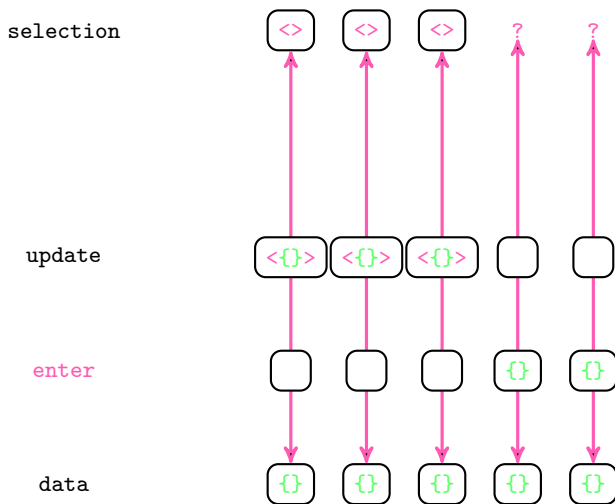 selection <> <> <> ? ?
update <{}> <{}> <{}>
enter {} {}
data {} {} {} {} {}